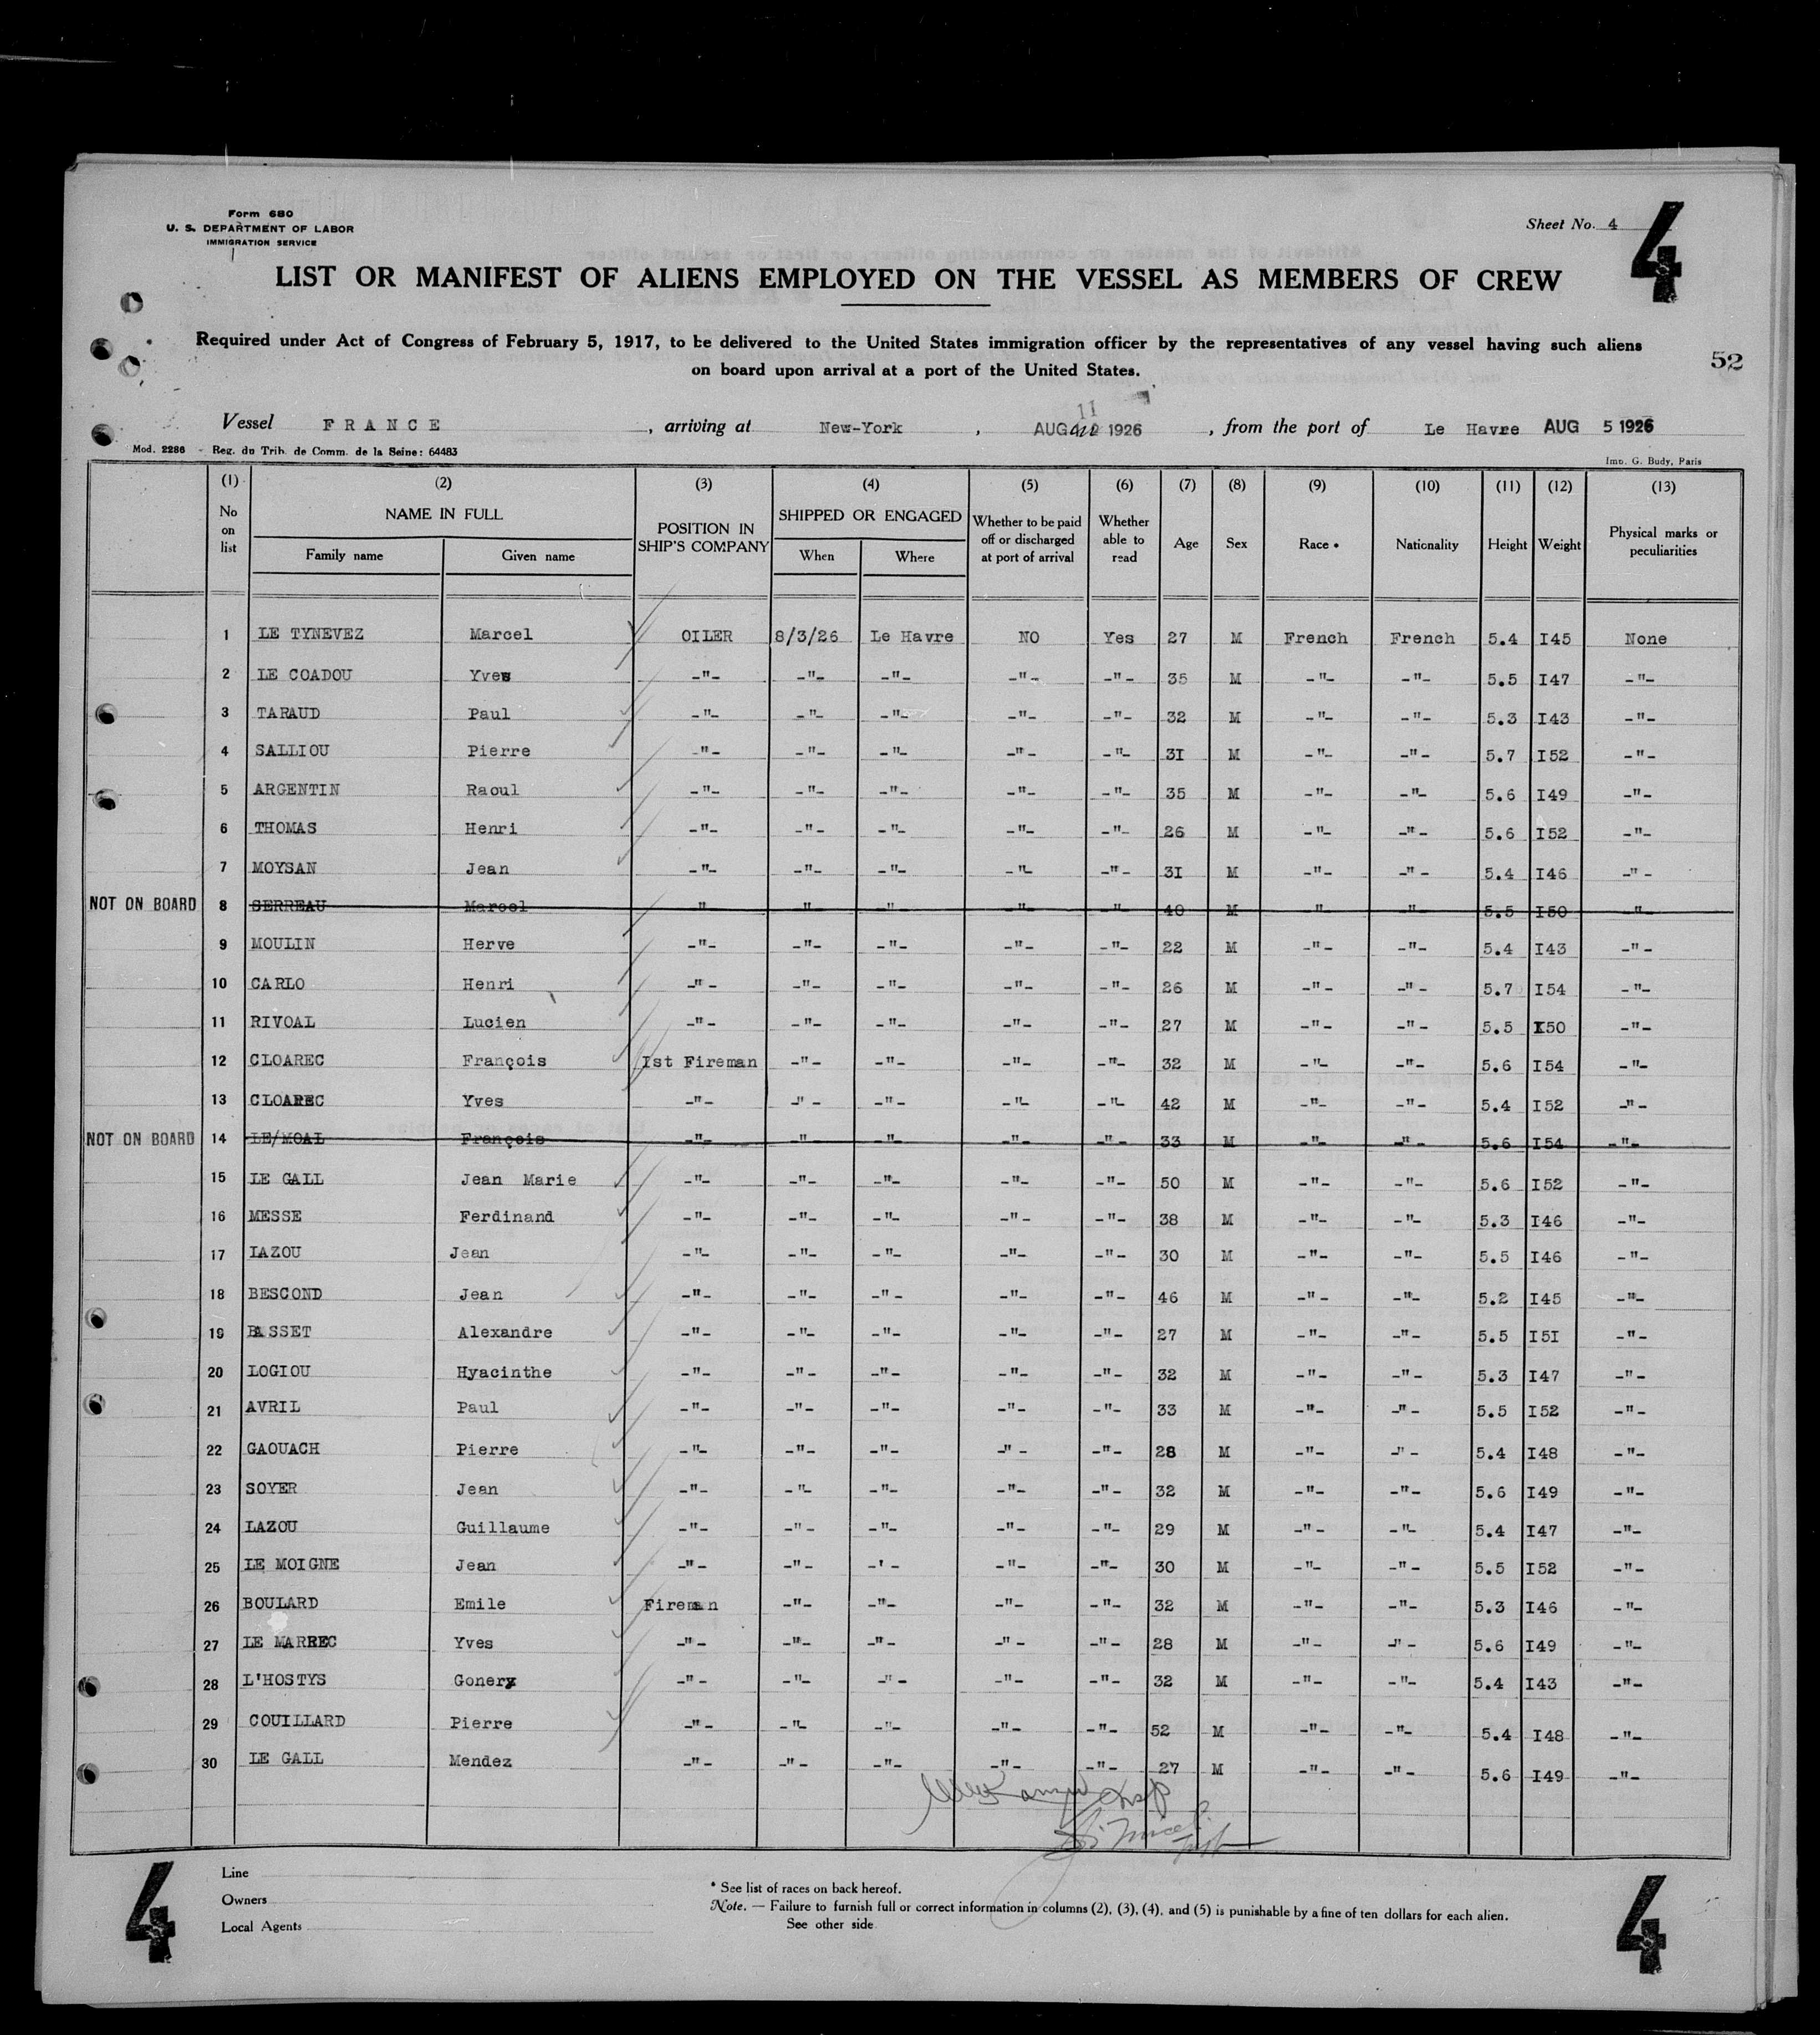 Form 680
U. S. DEPARTMENT OF LABOR
IMMIGRATION SERVICE
Sheet No. 4
4
LIST OR MANIFEST OF ALIENS EMPLOYED ON THE VESSEL AS MEMBERS OF CREW
Required under Act of Congress of February 5, 1917, to be delivered to the United States immigration officer by the representatives of any vessel having such aliens
on board upon arrival at a port of the United States.
52
Vessel FRANCE , arriving at New-York , AUG 11 1926 , from the port of Le Havre AUG 5 1926
Mod. 2286 - Reg. du Trib. de Comm. de la Seine: 64483
Imp. G. Budy, Paris
(1) (2) (3) (4) (5) (6) (7) (8) (9) (10) (11) (12) (13)
No on list NAME IN FULL Family name Given name POSITION IN SHIP'S COMPANY SHIPPED OR ENGAGED When Where Whether to be paid off or discharged at port of arrival Whether able to read Age Sex Race * Nationality Height Weight Physical marks or peculiarities
1 LE TYNEVEZ Marcel OILER 8/3/26 Le Havre NO Yes 27 M French French 5.4 I45 None
2 LE COADOU Yves -"- -"- -"- -"- -"- 35 M -"- -"- 5.5 I47 -"-
3 TARAUD Paul -"- -"- -"- -"- -"- 32 M -"- -"- 5.3 I43 -"-
4 SALLIOU Pierre -"- -"- -"- -"- -"- 3I M -"- -"- 5.7 I52 -"-
5 ARGENTIN Raoul -"- -"- -"- -"- -"- 35 M -"- -"- 5.6 I49 -"-
6 THOMAS Henri -"- -"- -"- -"- -"- 26 M -"- -"- 5.6 I52 -"-
7 MOYSAN Jean -"- -"- -"- -"- -"- 3I M -"- -"- 5.4 I46 -"-
NOT ON BOARD 8 SERREAU Marcel -"- -"- -"- -"- -"- 40 M -"- -"- 5.5 I50 -"-
9 MOULIN Herve -"- -"- -"- -"- -"- 22 M -"- -"- 5.4 I43 -"-
10 CARLO Henri -"- -"- -"- -"- -"- 26 M -"- -"- 5.7 I54 -"-
11 RIVOAL Lucien -"- -"- -"- -"- -"- 27 M -"- -"- 5.5 I50 -"-
12 CLOAREC François Ist Fireman -"- -"- -"- -"- 32 M -"- -"- 5.6 I54 -"-
13 CLOAREC Yves -"- -"- -"- -"- -"- 42 M -"- -"- 5.4 I52 -"-
NOT ON BOARD 14 LE/MOAL François -"- -"- -"- -"- -"- 33 M -"- -"- 5.6 I54 -"-
15 LE GALL Jean Marie -"- -"- -"- -"- -"- 50 M -"- -"- 5.6 I52 -"-
16 MESSE Ferdinand -"- -"- -"- -"- -"- 38 M -"- -"- 5.3 I46 -"-
17 LAZOU Jean -"- -"- -"- -"- -"- 30 M -"- -"- 5.5 I46 -"-
18 BESCOND Jean -"- -"- -"- -"- -"- 46 M -"- -"- 5.2 I45 -"-
19 BASSET Alexandre -"- -"- -"- -"- -"- 27 M -"- -"- 5.5 I5I -"-
20 LOGIOU Hyacinthe -"- -"- -"- -"- -"- 32 M -"- -"- 5.3 I47 -"-
21 AVRIL Paul -"- -"- -"- -"- -"- 33 M -"- -"- 5.5 I52 -"-
22 GAOUACH Pierre -"- -"- -"- -"- -"- 28 M -"- -"- 5.4 I48 -"-
23 SOYER Jean -"- -"- -"- -"- -"- 32 M -"- -"- 5.6 I49 -"-
24 LAZOU Guillaume -"- -"- -"- -"- -"- 29 M -"- -"- 5.4 I47 -"-
25 LE MOIGNE Jean -"- -"- -"- -"- -"- 30 M -"- -"- 5.5 I52 -"-
26 BOULARD Emile Fireman -"- -"- -"- -"- 32 M -"- -"- 5.3 I46 -"-
27 LE MARREC Yves -"- -"- -"- -"- -"- 28 M -"- -"- 5.6 I49 -"-
28 L'HOSTYS Gonery -"- -"- -"- -"- -"- 32 M -"- -"- 5.4 I43 -"-
29 COUILLARD Pierre -"- -"- -"- -"- -"- 52 M -"- -"- 5.4 I48 -"-
30 LE GALL Mendez -"- -"- -"- -"- -"- 27 M -"- -"- 5.6 I49 -"-
4
Line
Owners
Local Agents
* See list of races on back hereof.
Note. — Failure to furnish full or correct information in columns (2), (3), (4), and (5) is punishable by a fine of ten dollars for each alien.
See other side
4